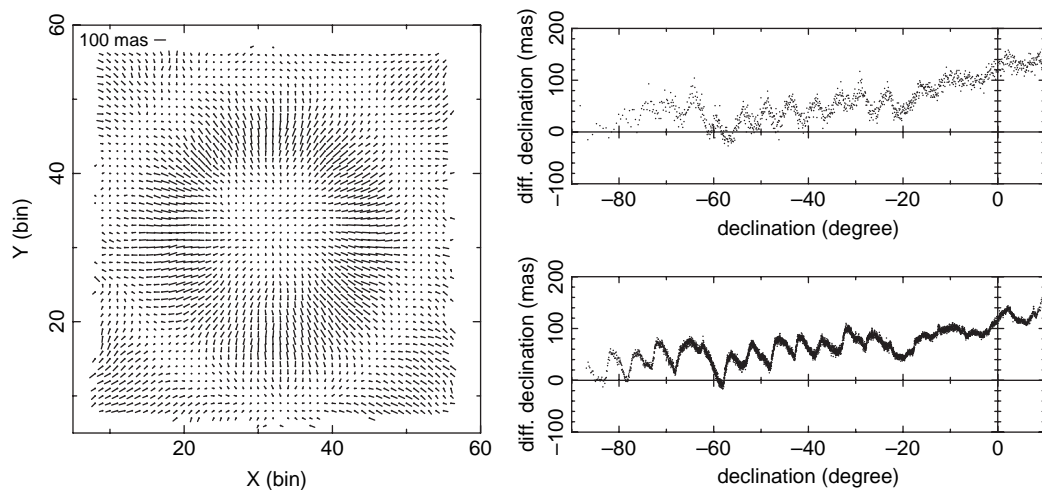 60
100 mas
40
20
Y (bin)
20 40 60
X (bin)
200
100
0
−100
diff. declination (mas)
−80 −60 −40 −20 0
declination (degree)
200
100
0
−100
diff. declination (mas)
−80 −60 −40 −20 0
declination (degree)